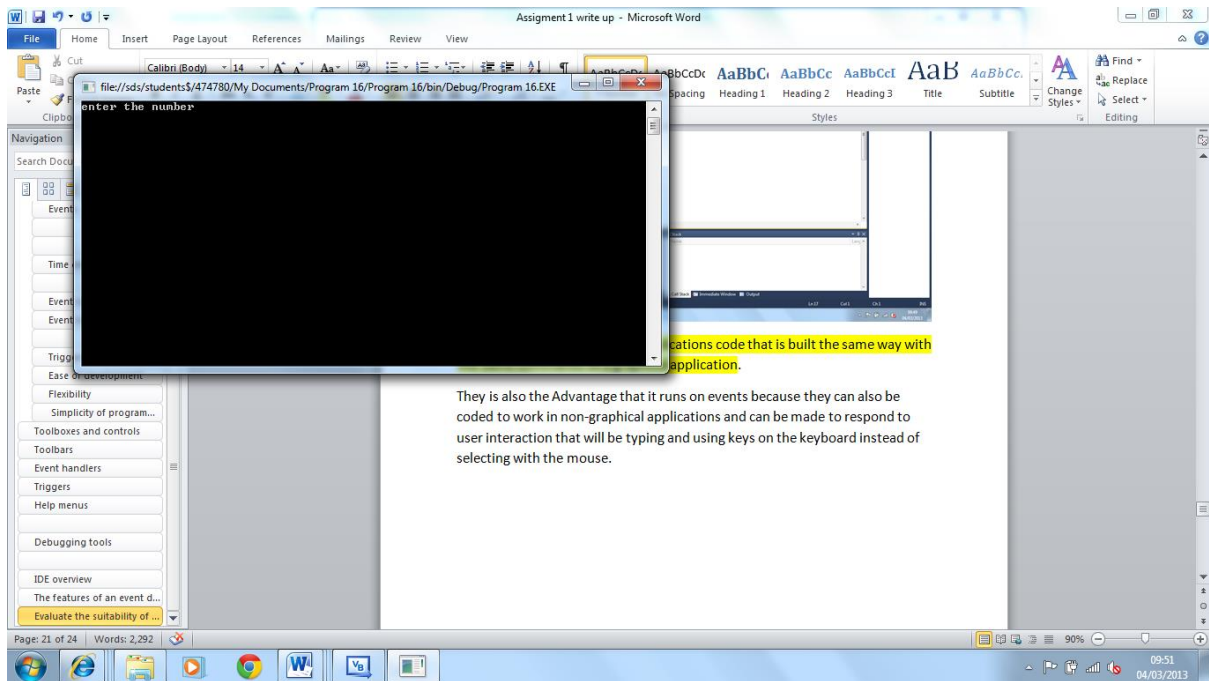 Assigment 1 write up - Microsoft Word
File Home Insert Page Layout References Mailings Review View
Cut
Paste
Calibri (Body) 14
AaBbCcDc AaBbC AaBbCc AaBbCcI AaB AaBbCc.
Spacing Heading 1 Heading 2 Heading 3 Title Subtitle
Change Styles
Find
Replace
Select
Styles Editing
file://sds/students$/474780/My Documents/Program 16/Program 16/bin/Debug/Program 16.EXE
enter the number
Navigation
Search Docu
Event
Time
Event
Event
Trigg
Ease of development
Flexibility
Simplicity of program...
Toolboxes and controls
Toolbars
Event handlers
Triggers
Help menus
Debugging tools
IDE overview
The features of an event d...
Evaluate the suitability of ...
cations code that is built the same way with
application.
They is also the Advantage that it runs on events because they can also be
coded to work in non-graphical applications and can be made to respond to
user interaction that will be typing and using keys on the keyboard instead of
selecting with the mouse.
Page: 21 of 24 Words: 2,292
90%
09:51
04/03/2013